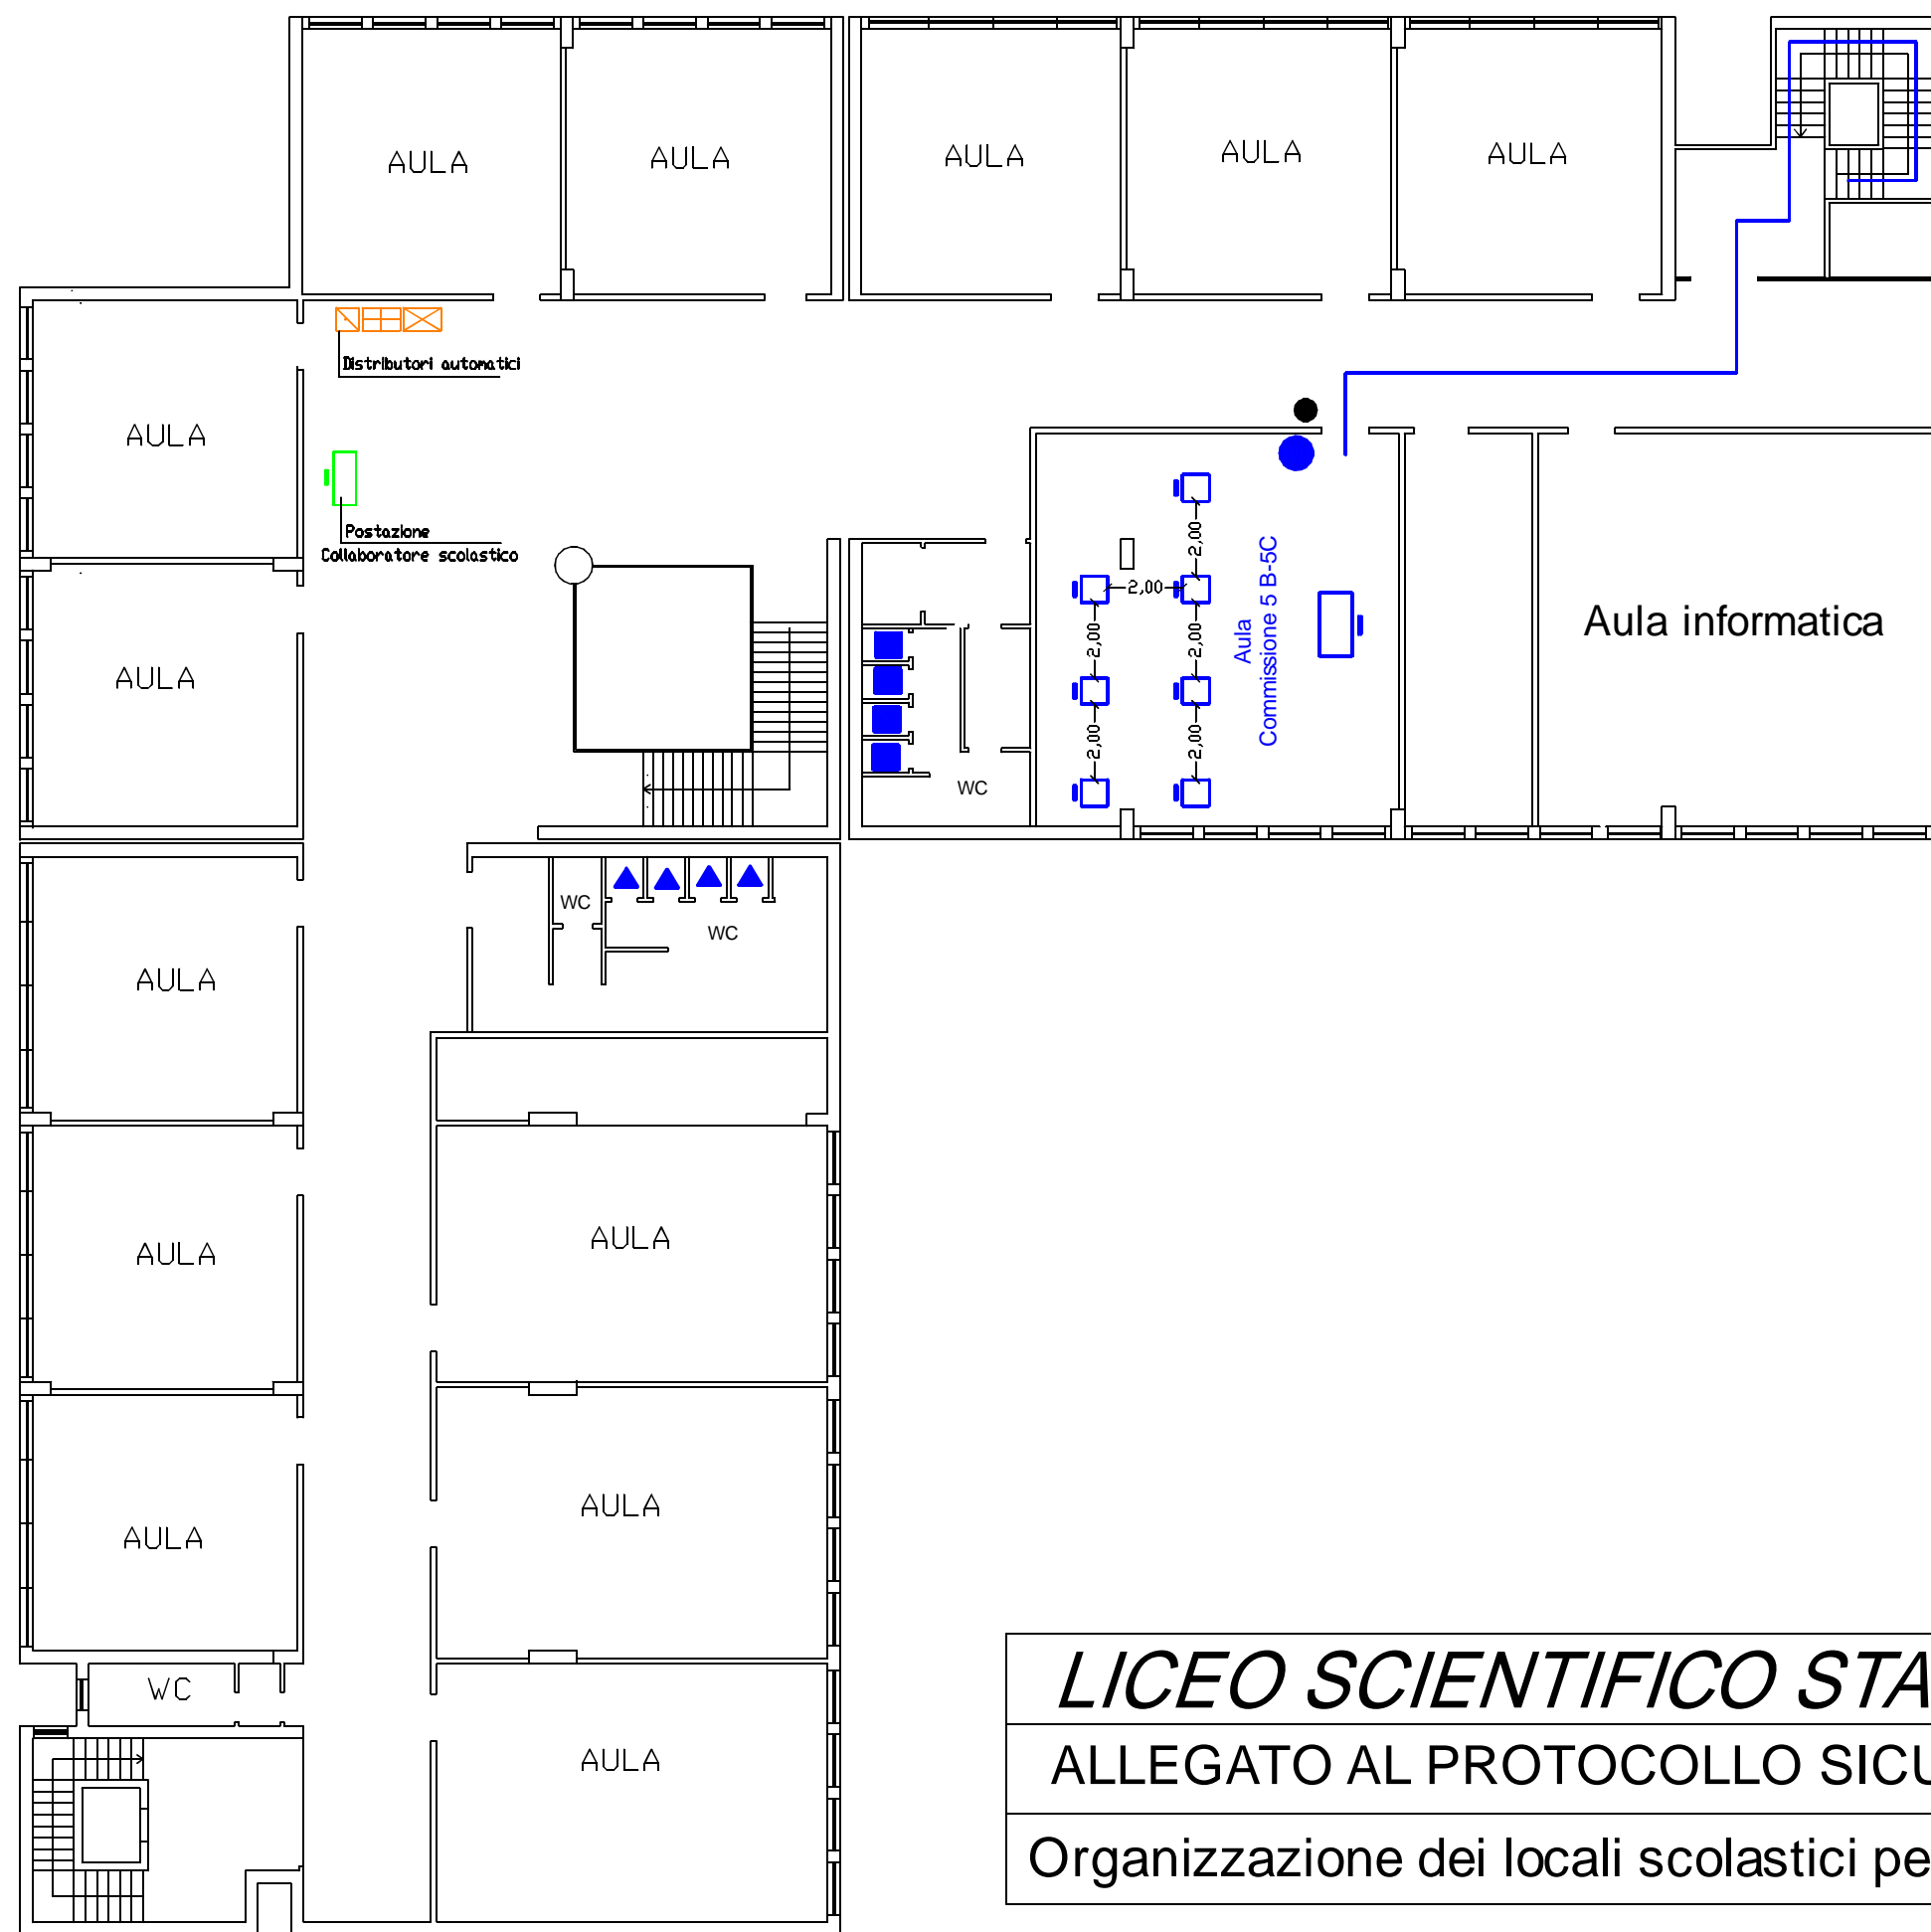 AULA
AULA
AULA
AULA
AULA
Distributori automatici
AULA
Postazione
Collaboratore scolastico
2,00
2,00
2,00
2,00
2,00
2,00
Aula
Commissione 5 B-5C
Aula informatica
AULA
WC
WC
WC
AULA
AULA
AULA
AULA
AULA
WC
AULA
LICEO SCIENTIFICO STA
ALLEGATO AL PROTOCOLLO SICU
Organizzazione dei locali scolastici pe